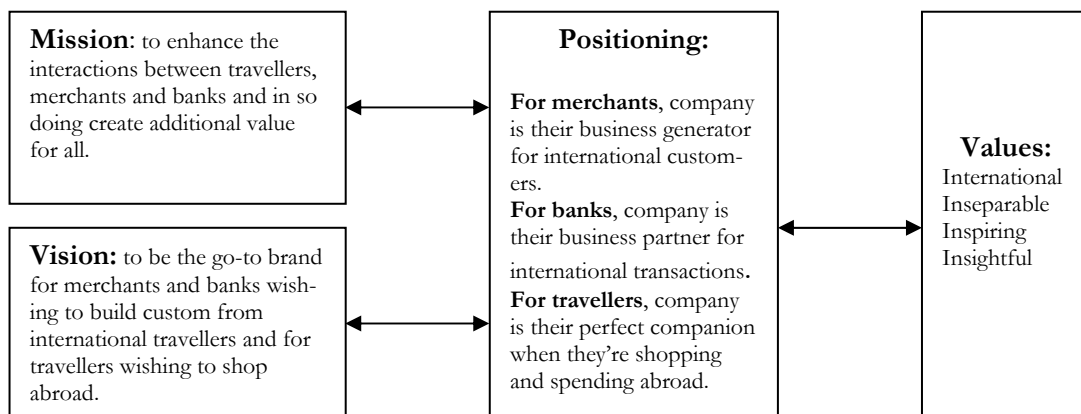 Mission: to enhance the
interactions between travellers,
merchants and banks and in so
doing create additional value
for all.
Vision: to be the go-to brand
for merchants and banks wish-
ing to build custom from
international travellers and for
travellers wishing to shop
abroad.
Positioning:
For merchants, company
is their business generator
for international custom-
ers.
For banks, company is
their business partner for
international transactions.
For travellers, company
is their perfect companion
when they’re shopping
and spending abroad.
Values:
International
Inseparable
Inspiring
Insightful